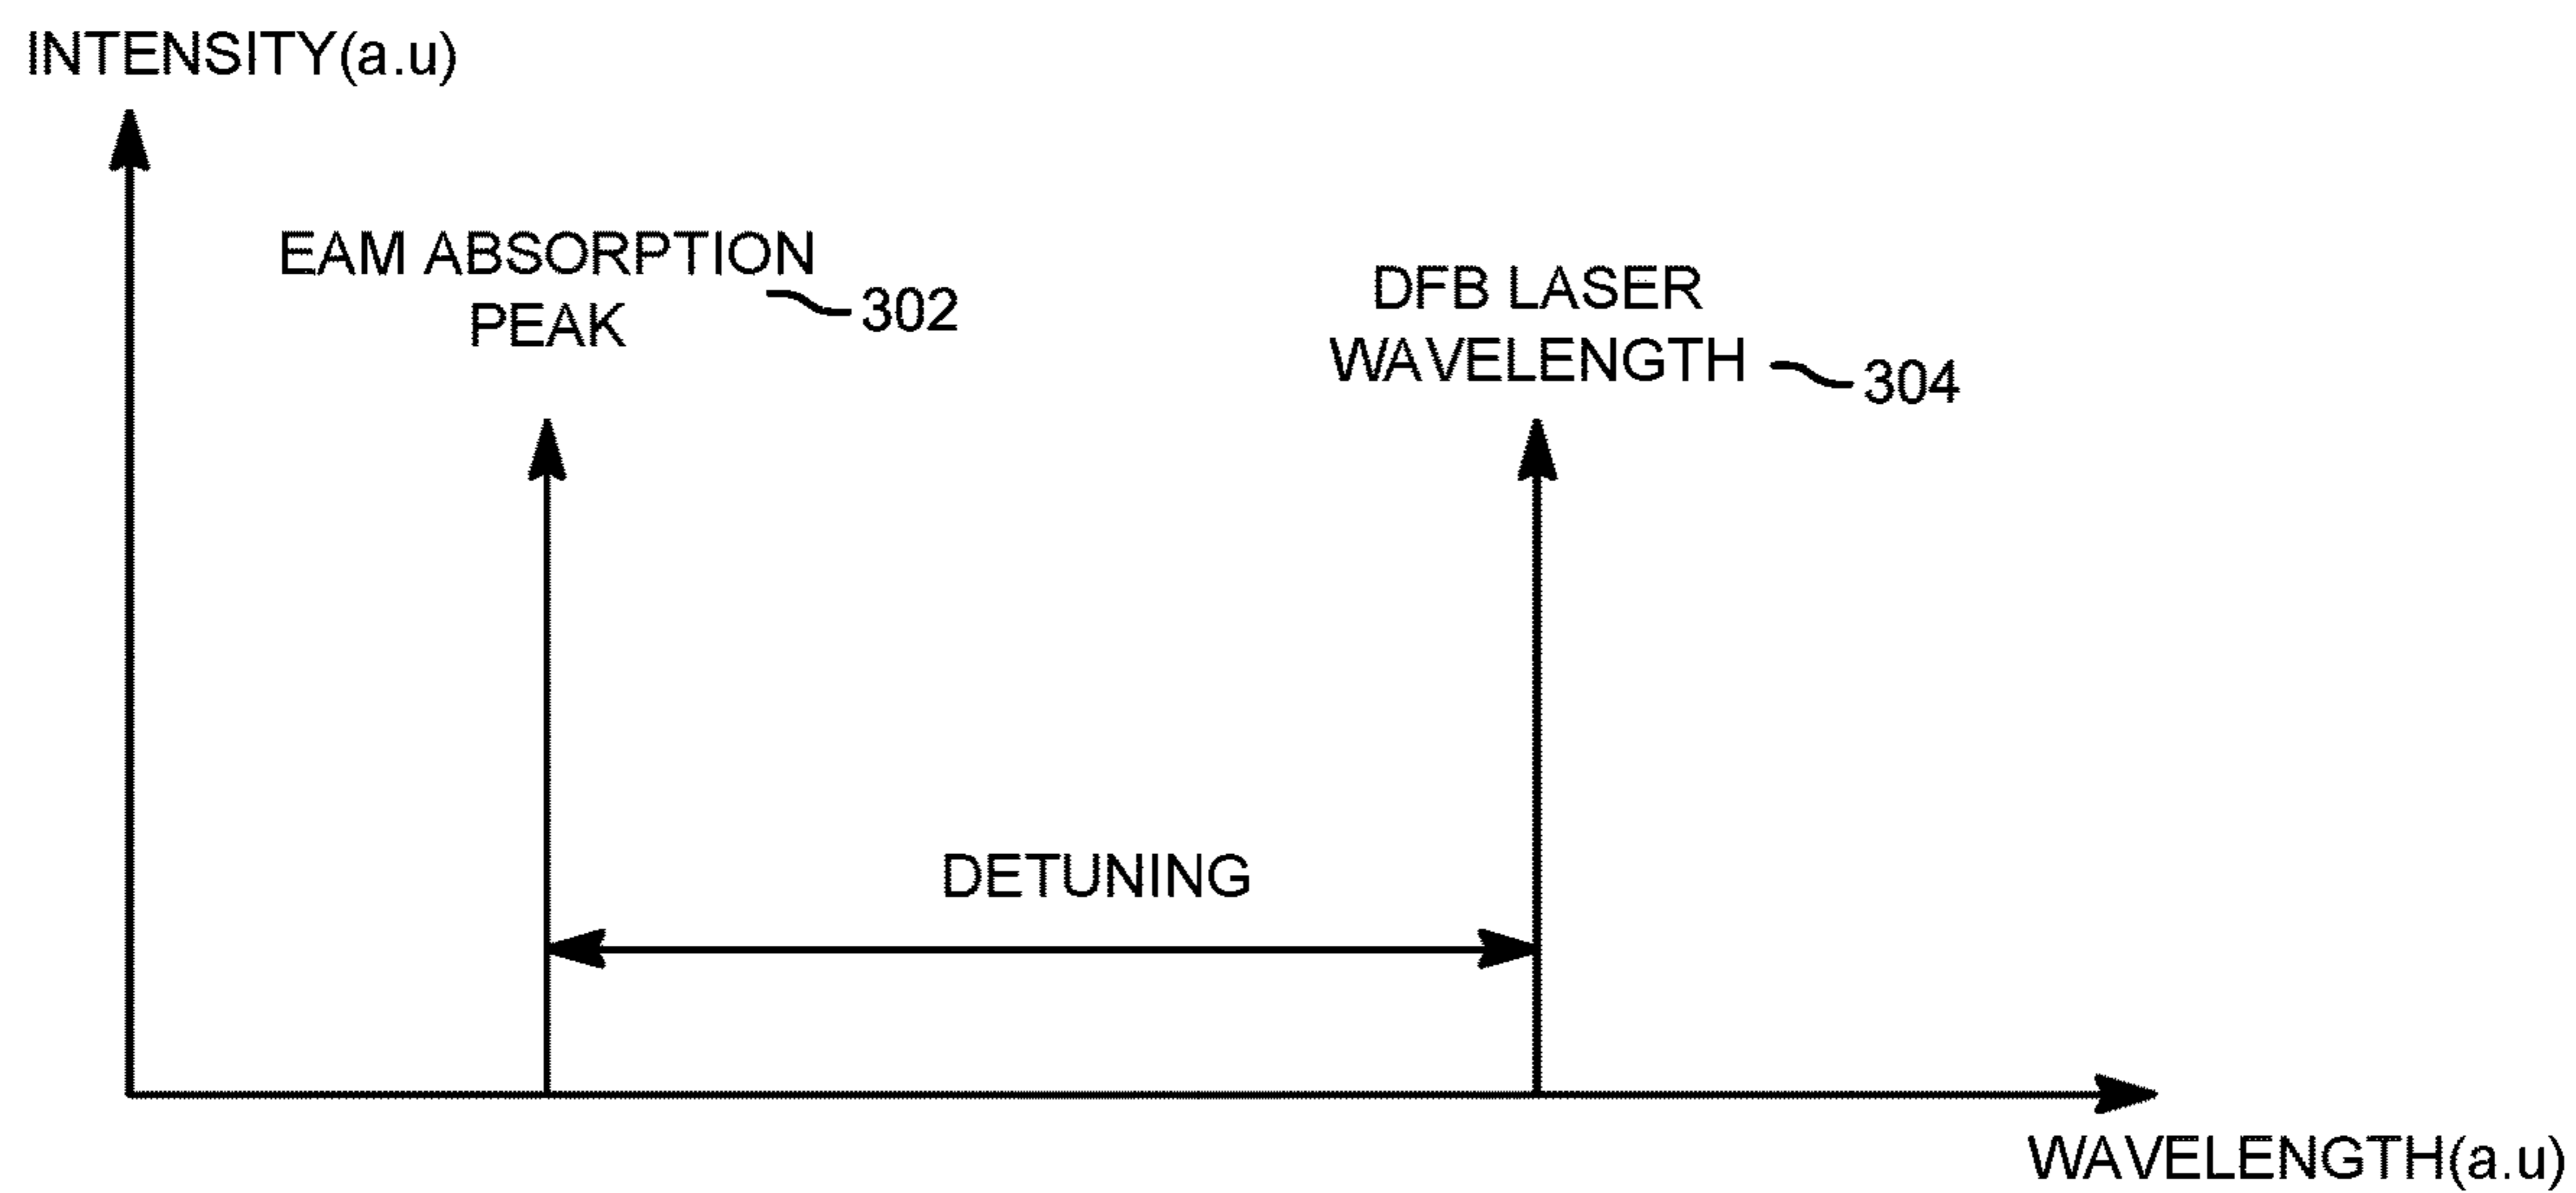 INTENSITY(a.u)
EAM ABSORPTION
PEAK
302
DFB LASER
WAVELENGTH
304
DETUNING
WAVELENGTH(a.u)